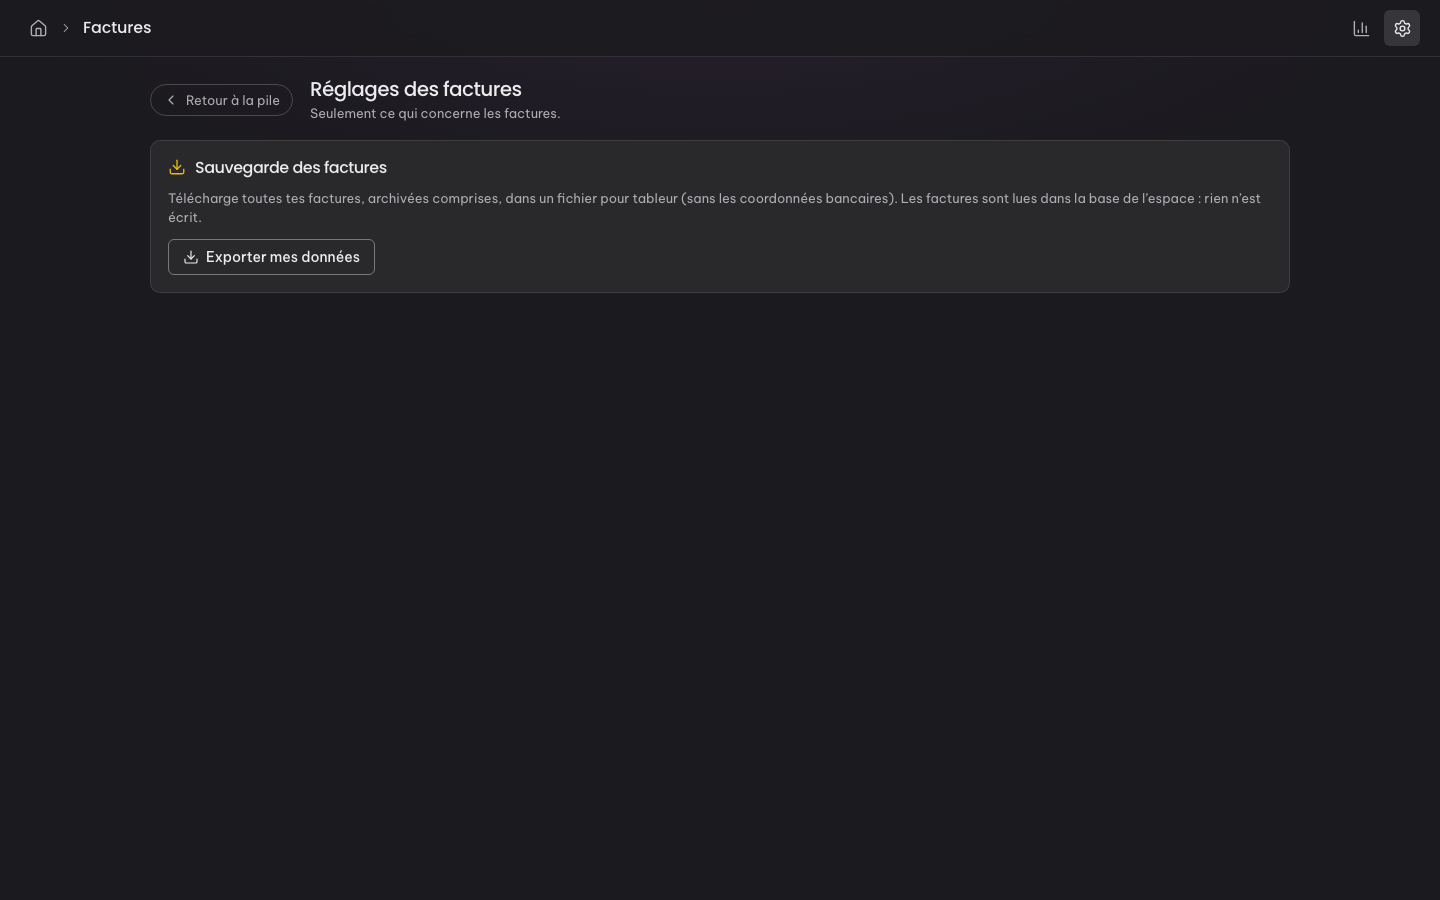 Factures
Retour à la pile
Réglages des factures
Seulement ce qui concerne les factures.
Sauvegarde des factures
Télécharge toutes tes factures, archivées comprises, dans un fichier pour tableur (sans les coordonnées bancaires). Les factures sont lues dans la base de l’espace : rien n’est
écrit.
Exporter mes données